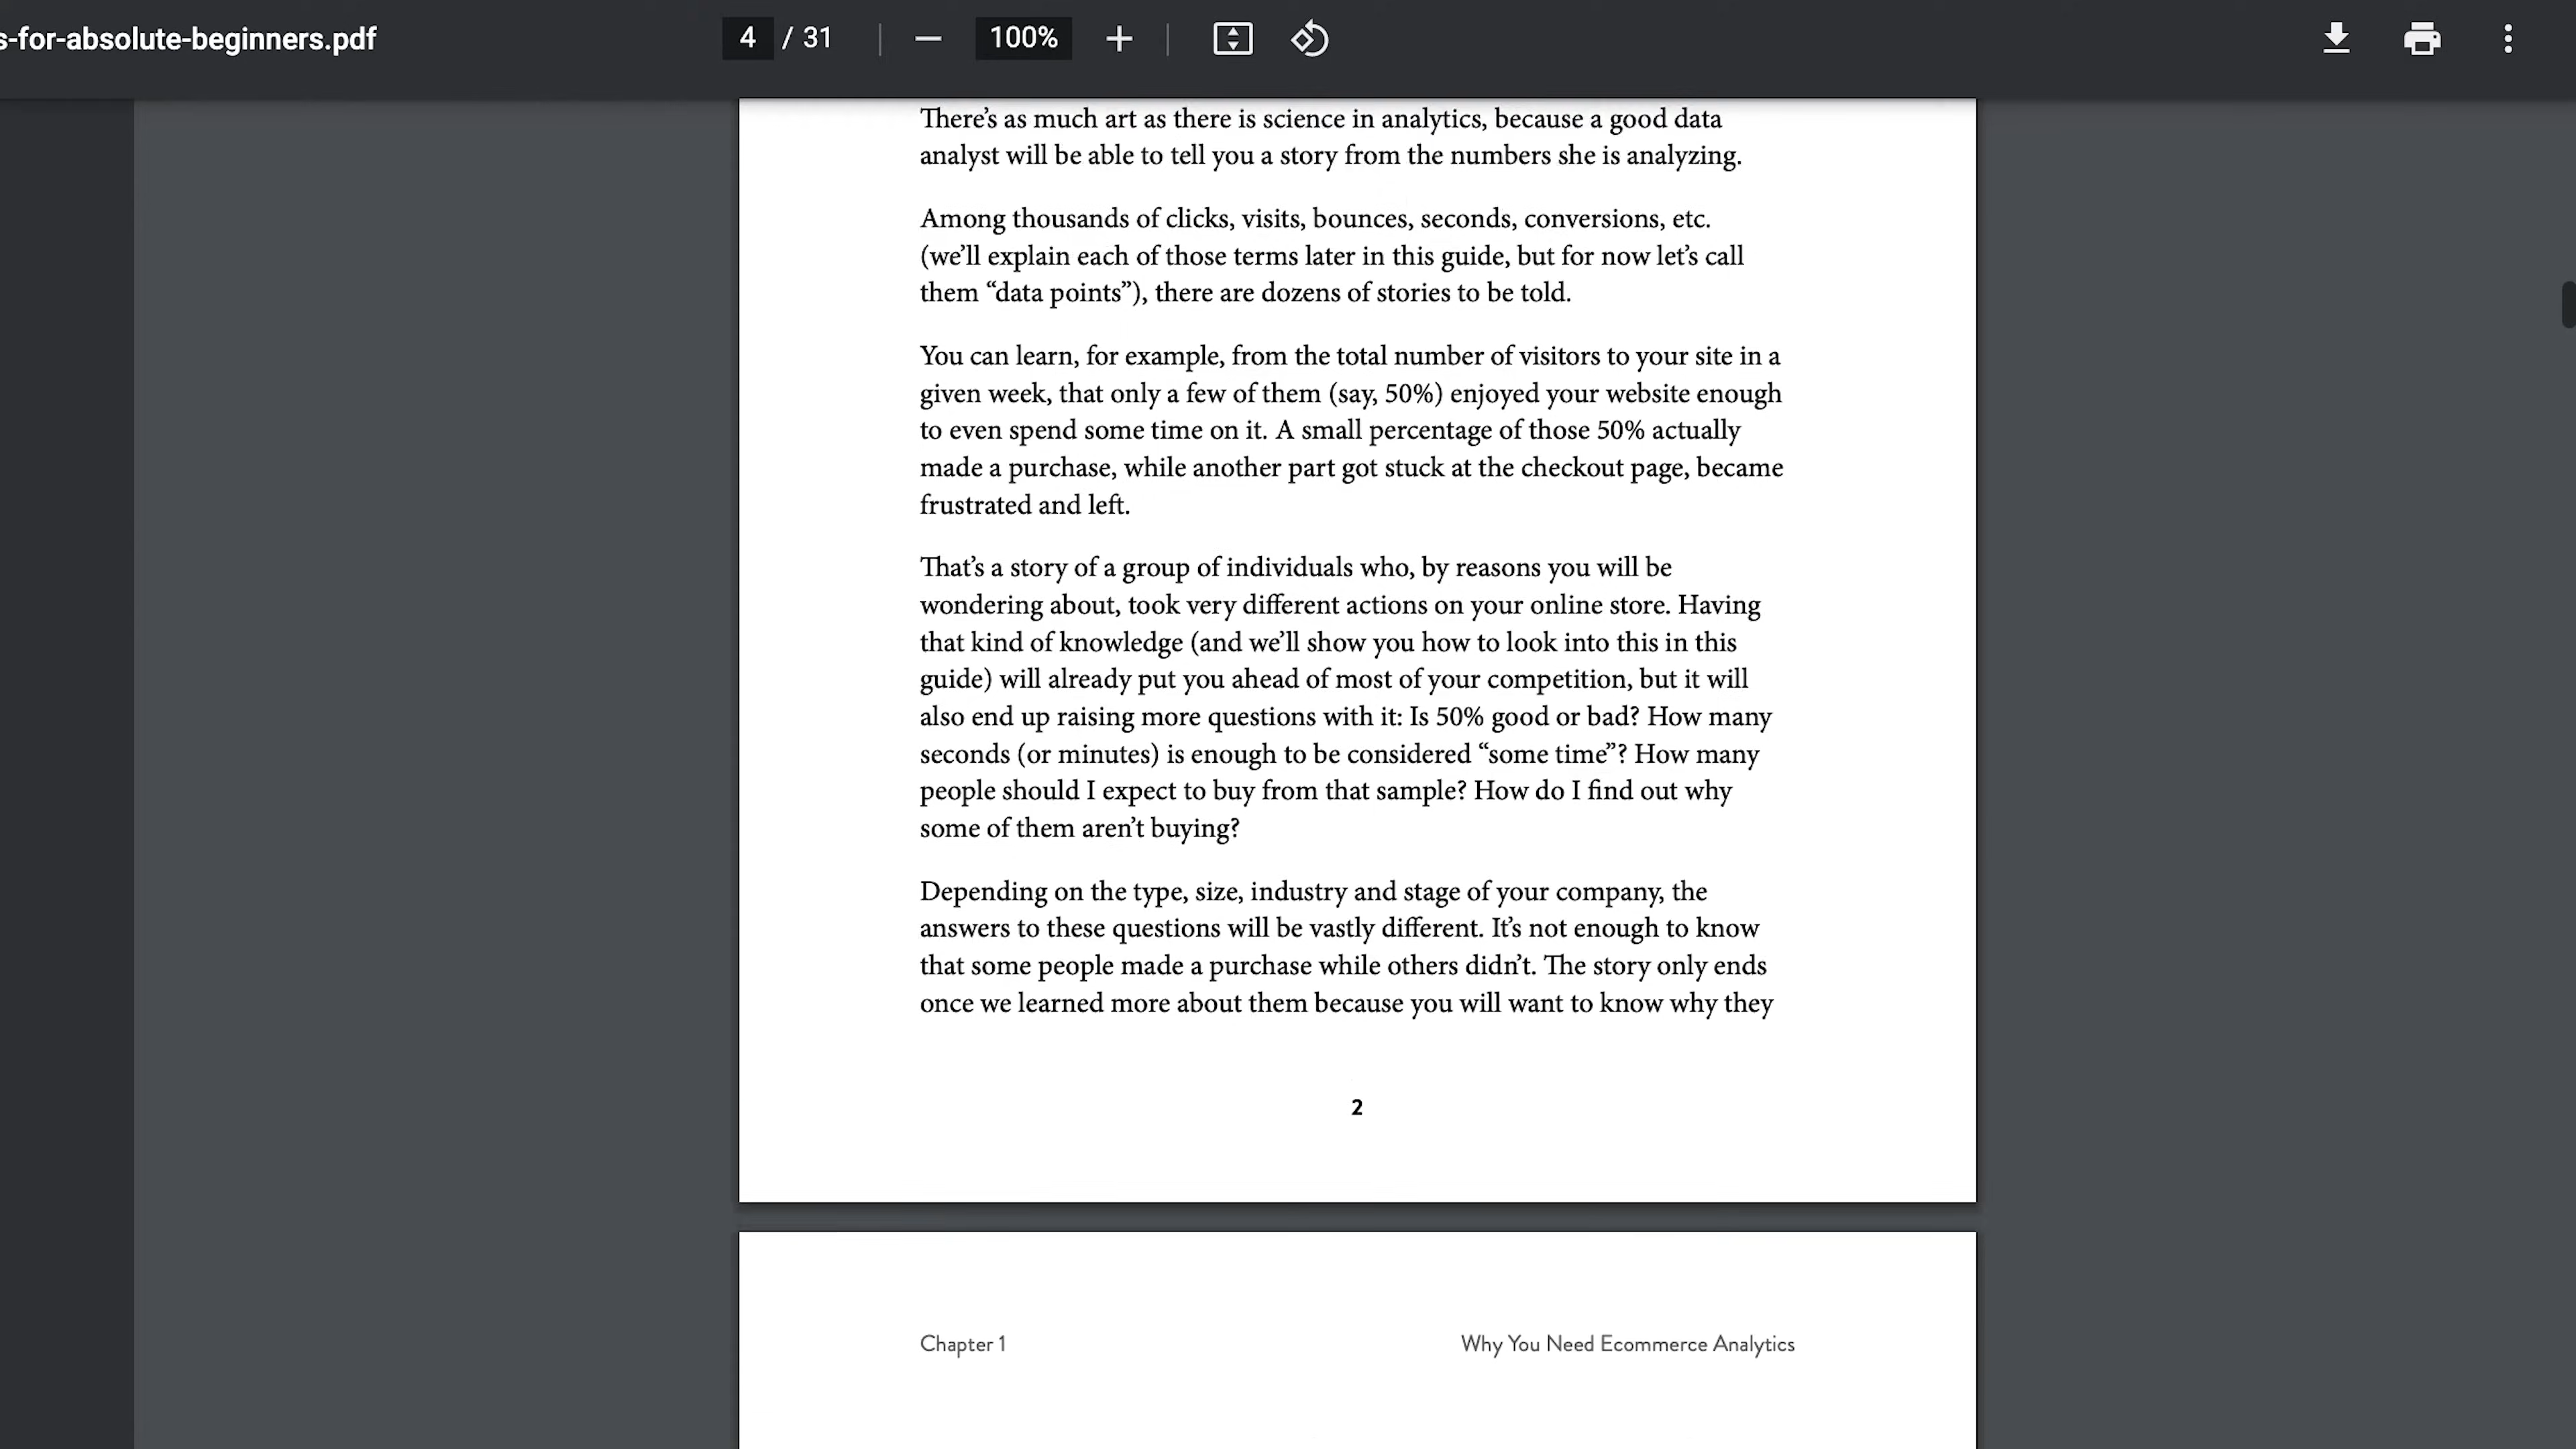 s-for-absolute-beginners.pdf
4 / 31
100%
There's as much art as there is science in analytics, because a good data
analyst will be able to tell you a story from the numbers she is analyzing.
Among thousands of clicks, visits, bounces, seconds, conversions, etc.
(we'll explain each of those terms later in this guide, but for now let's call
them “data points”), there are dozens of stories to be told.
You can learn, for example, from the total number of visitors to your site in a
given week, that only a few of them (say, 50%) enjoyed your website enough
to even spend some time on it. A small percentage of those 50% actually
made a purchase, while another part got stuck at the checkout page, became
frustrated and left.
That's a story of a group of individuals who, by reasons you will be
wondering about, took very different actions on your online store. Having
that kind of knowledge (and we'll show you how to look into this in this
guide) will already put you ahead of most of your competition, but it will
also end up raising more questions with it: Is 50% good or bad? How many
seconds (or minutes) is enough to be considered “some time”? How many
people should I expect to buy from that sample? How do I find out why
some of them aren't buying?
Depending on the type, size, industry and stage of your company, the
answers to these questions will be vastly different. It's not enough to know
that some people made a purchase while others didn't. The story only ends
once we learned more about them because you will want to know why they
2
Chapter 1
Why You Need Ecommerce Analytics